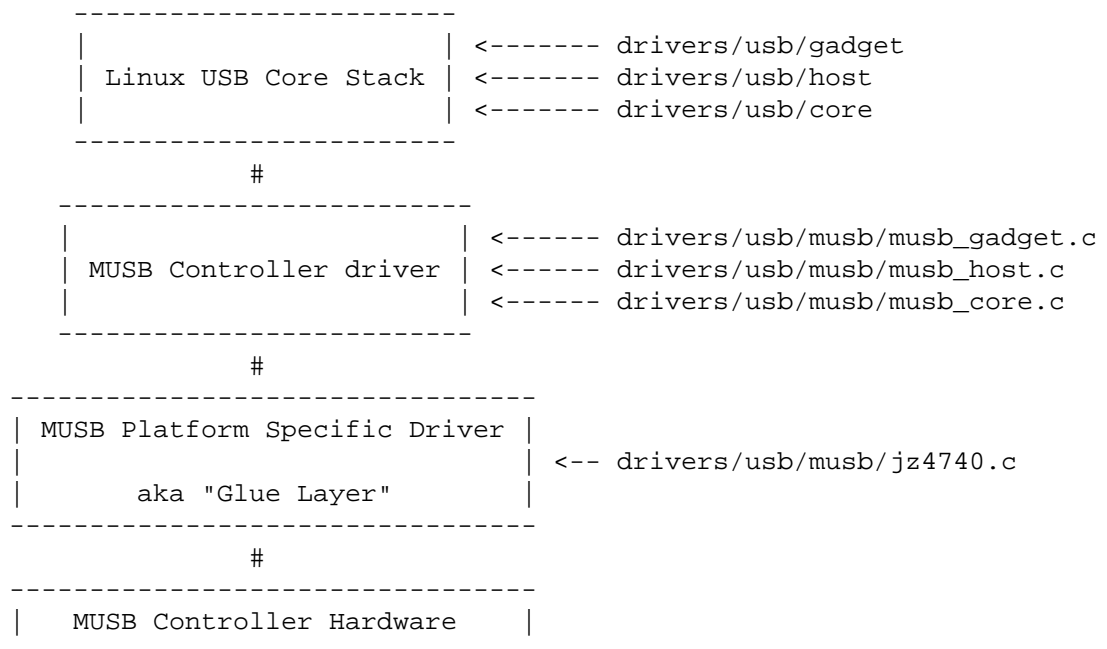 ------------------------
|                      | <------- drivers/usb/gadget
| Linux USB Core Stack | <------- drivers/usb/host
|                      | <------- drivers/usb/core
------------------------
#
--------------------------
|                        | <------ drivers/usb/musb/musb_gadget.c
| MUSB Controller driver | <------ drivers/usb/musb/musb_host.c
|                        | <------ drivers/usb/musb/musb_core.c
--------------------------
#
---------------------------------
| MUSB Platform Specific Driver |
|                               | <-- drivers/usb/musb/jz4740.c
|       aka "Glue Layer"        |
---------------------------------
#
---------------------------------
|   MUSB Controller Hardware    |